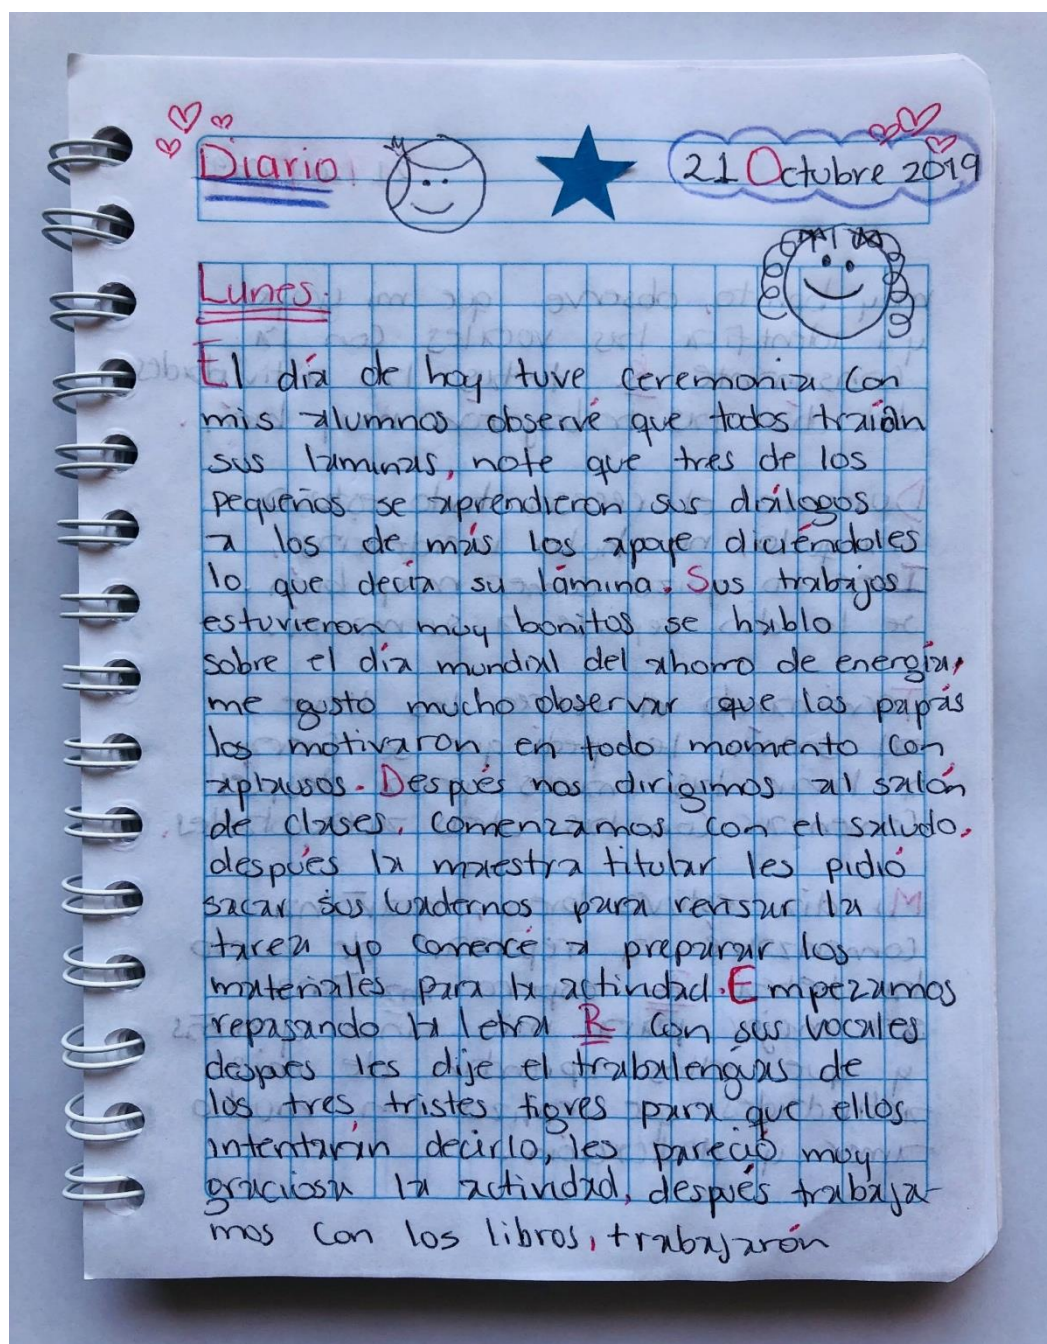 Diario
21 Octubre 2019
Lunes.
El día de hoy tuve ceremonia con
mis alumnos observé que todos traián
sus laminas, note que tres de los
pequeños se aprendieron sus diálogos
a los de más los apoye diciéndoles
lo que decía su lámina. Sus trabajos
estuvieron muy bonitos se hablo
sobre el día mundial del ahorro de energía,
me gusto mucho observar que los papás
los motivaron en todo momento con
aplausos. Después nos dirigimos al salón
de clases, comenzamos con el saludo,
después la maestra titular les pidió
sacar sus cuadernos para revisar la
tarea yo comencé a preparar los
materiales para la actividad. Empezamos
repasando la letra R con sus vocales
después les dije el trabalenguas de
los tres tristes tigres para que ellos
intentarán decirlo, les pareció muy
graciosa la actividad, después trabaja-
mos con los libros, trabajarón